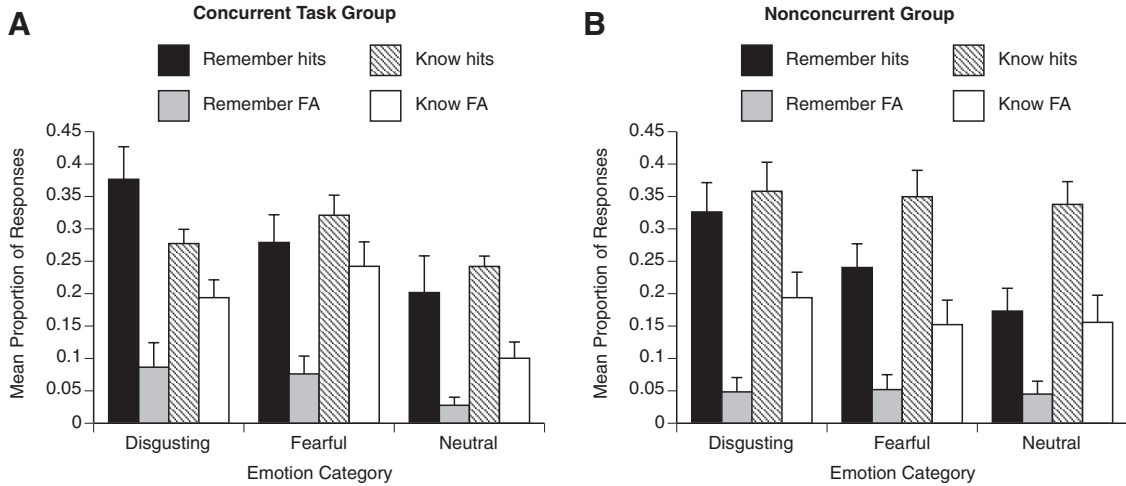 A
Concurrent Task Group
Remember hits
Know hits
Remember FA
Know FA
Mean Proportion of Responses
0.45
0.4
0.35
0.3
0.25
0.2
0.15
0.1
0.05
0
Disgusting
Fearful
Neutral
Emotion Category
B
Nonconcurrent Group
Remember hits
Know hits
Remember FA
Know FA
Mean Proportion of Responses
0.45
0.4
0.35
0.3
0.25
0.2
0.15
0.1
0.05
0
Disgusting
Fearful
Neutral
Emotion Category